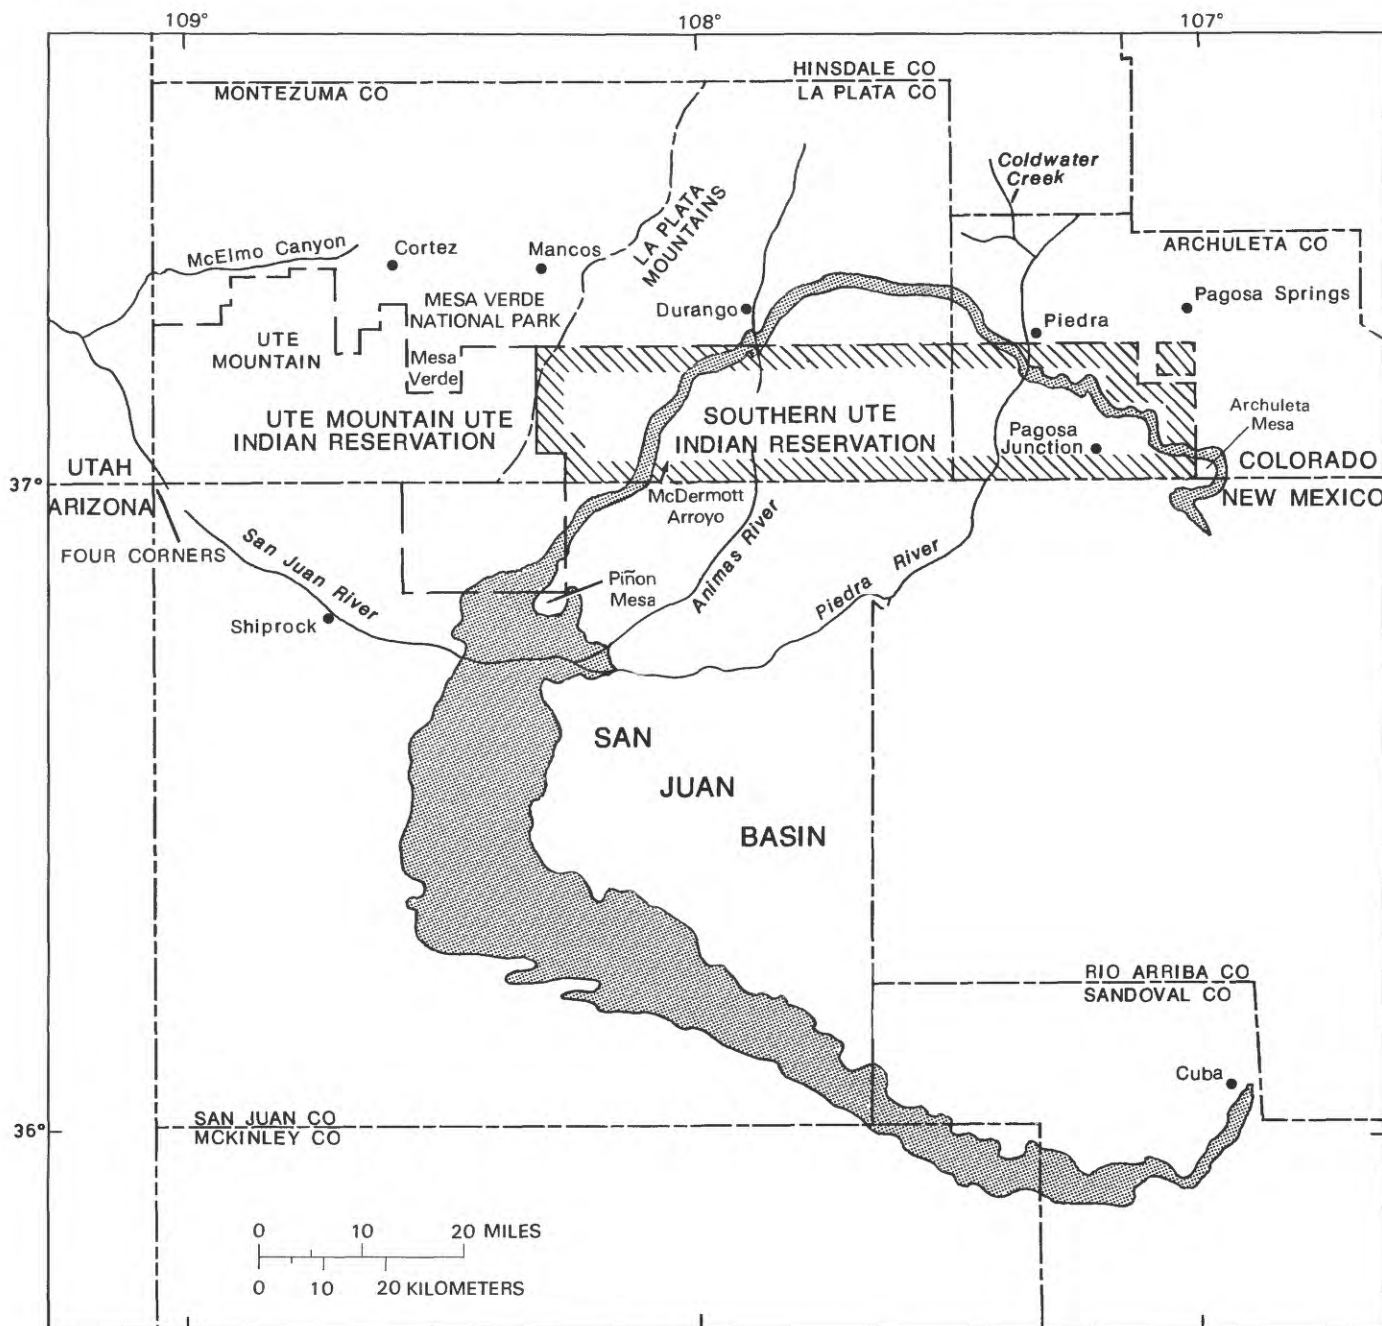 109°
108°
107°
HINSDALE CO
LA PLATA CO
MONTEZUMA CO
Coldwater
Creek
LA PLATA
MOUNTAINS
McElmo Canyon
Cortez
Mancos
ARCHULETA CO
MESA VERDE
NATIONAL PARK
Durango
Piedra
Pagosa Springs
UTE
MOUNTAIN
Mesa
Verde
UTE MOUNTAIN UTE
INDIAN RESERVATION
SOUTHERN UTE
INDIAN RESERVATION
Pagosa
Junction
Archuleta
Mesa
UTAH
COLORADO
37°
ARIZONA
NEW MEXICO
McDermott
Arroyo
FOUR CORNERS
San Juan River
Animas River
Piedra River
Piñon
Mesa
Shiprock
SAN
JUAN
BASIN
RIO ARRIBA CO
SANDOVAL CO
Cuba
36°
SAN JUAN CO
MCKINLEY CO
0 10 20 MILES
0 10 20 KILOMETERS